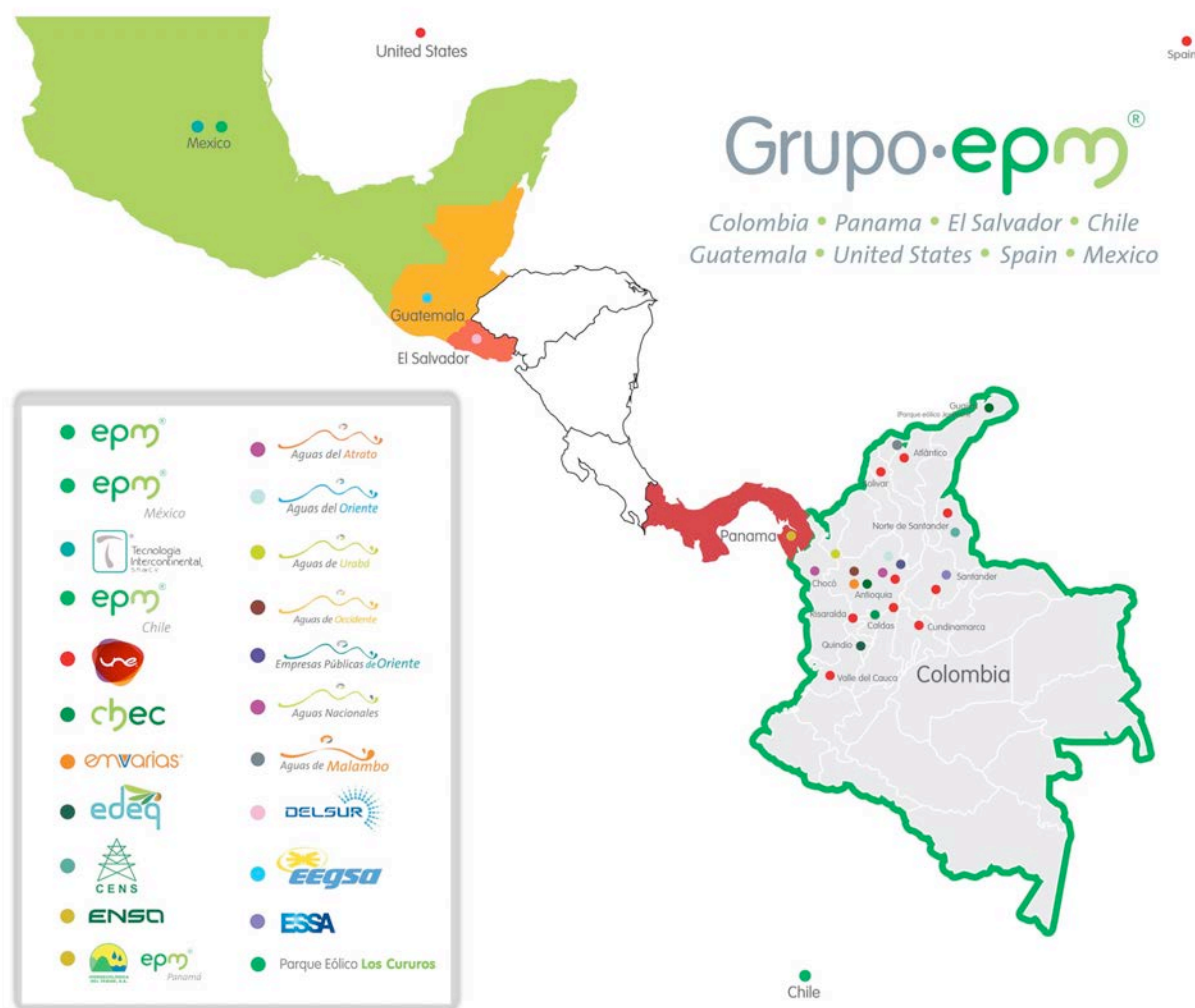 United States
Spain
Mexico
Grupo·epm®
Colombia • Panama • El Salvador • Chile
Guatemala • United States • Spain • Mexico
Guatemala
El Salvador
Panama
(Parque eólico
Atlántico
Bolívar
Norte de Santander
Chocó
Santander
Antioquia
Risaralda
Caldas
Cundinamarca
Quindío
Valle del Cauca
Colombia
Chile
epm®
epm®
México
Tecnología
Intercontinental,
epm®
Chile
une
chec
emvarias
edeq
CENS
ENSA
epm®
Panamá
Aguas del Atrato
Aguas del Oriente
Aguas de Urabá
Aguas de Occidente
Empresas Públicas de Oriente
Aguas Nacionales
Aguas de Malambo
DELSUR
EEGSA
ESSA
Parque Eólico Los Cururos